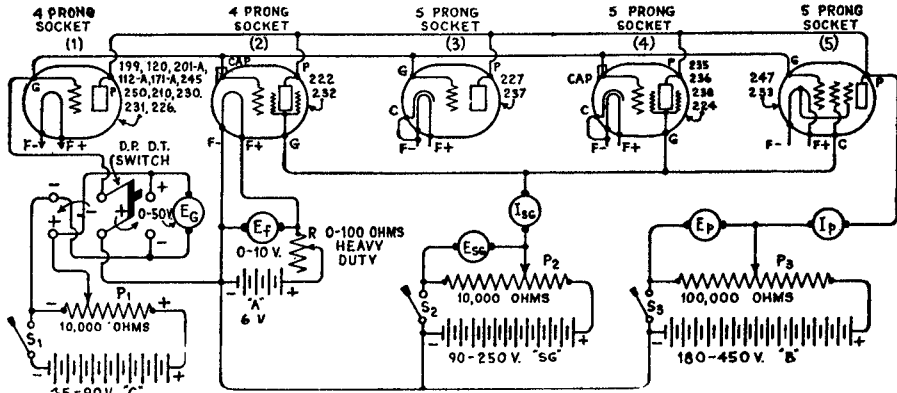 4 PRONG
SOCKET
(1)
4 PRONG
SOCKET
(2)
5 PRONG
SOCKET
(3)
5 PRONG
SOCKET
(4)
5 PRONG
SOCKET
(5)
G
199, 120, 201-A,
112-A, 171-A, 245
250, 210, 230.
231, 226.
P
F-
F+
CAP
P
222
232
F-
F+
G
G
P
227
237
C
F-
F+
CAP
P
235
236
238
224
C
F-
F+
G
G
P
247
233
F-
F+
C
D.P. D.T.
SWITCH
- + - + + -
0-50V.
EG
Ef
0-10 V.
R
0-100 OHMS
HEAVY
DUTY
- "A" +
6 V
ISG
ESG
P2
10,000 OHMS
S2
- +
90-250 V. "SG"
Ep
Ip
P3
100,000 OHMS
S3
- +
180-450 V. "B"
P1
- +
10,000 OHMS
S1
- +